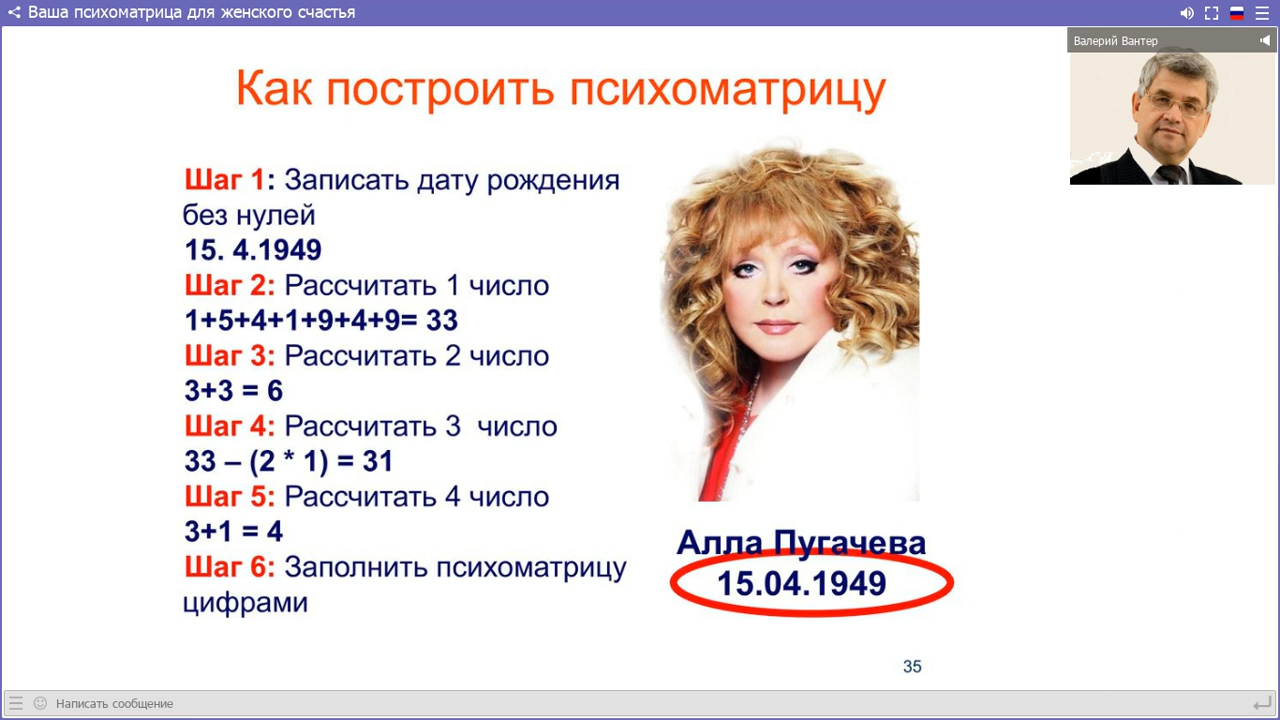 Ваша психоматрица для женского счастья
Валерий Вантер
Как построить психоматрицу
Шаг 1: Записать дату рождения
без нулей
15. 4.1949
Шаг 2: Рассчитать 1 число
1+5+4+1+9+4+9= 33
Шаг 3: Рассчитать 2 число
3+3 = 6
Шаг 4: Рассчитать 3 число
33 – (2 * 1) = 31
Шаг 5: Рассчитать 4 число
3+1 = 4
Шаг 6: Заполнить психоматрицу
цифрами
Алла Пугачева
15.04.1949
35
Написать сообщение